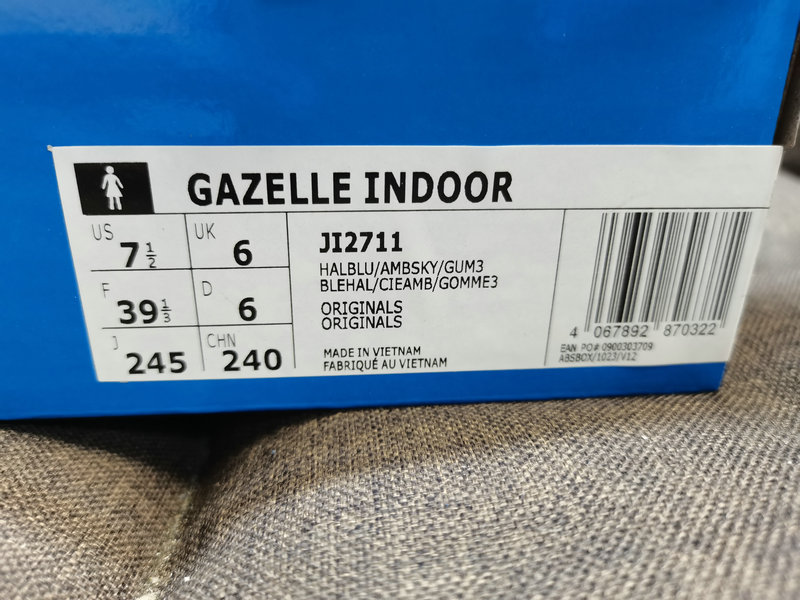 GAZELLE INDOOR
US 7 1/2
UK 6
F 39 1/3
D 6
J 245
CHN 240
JI2711
HALBLU/AMBSKY/GUM3
BLEHAL/CIEAMB/GOMME3
ORIGINALS
ORIGINALS
MADE IN VIETNAM
FABRIQUÉ AU VIETNAM
4 067892 870322
EAN PO# 0900303709
ABSBOX/1023/V12